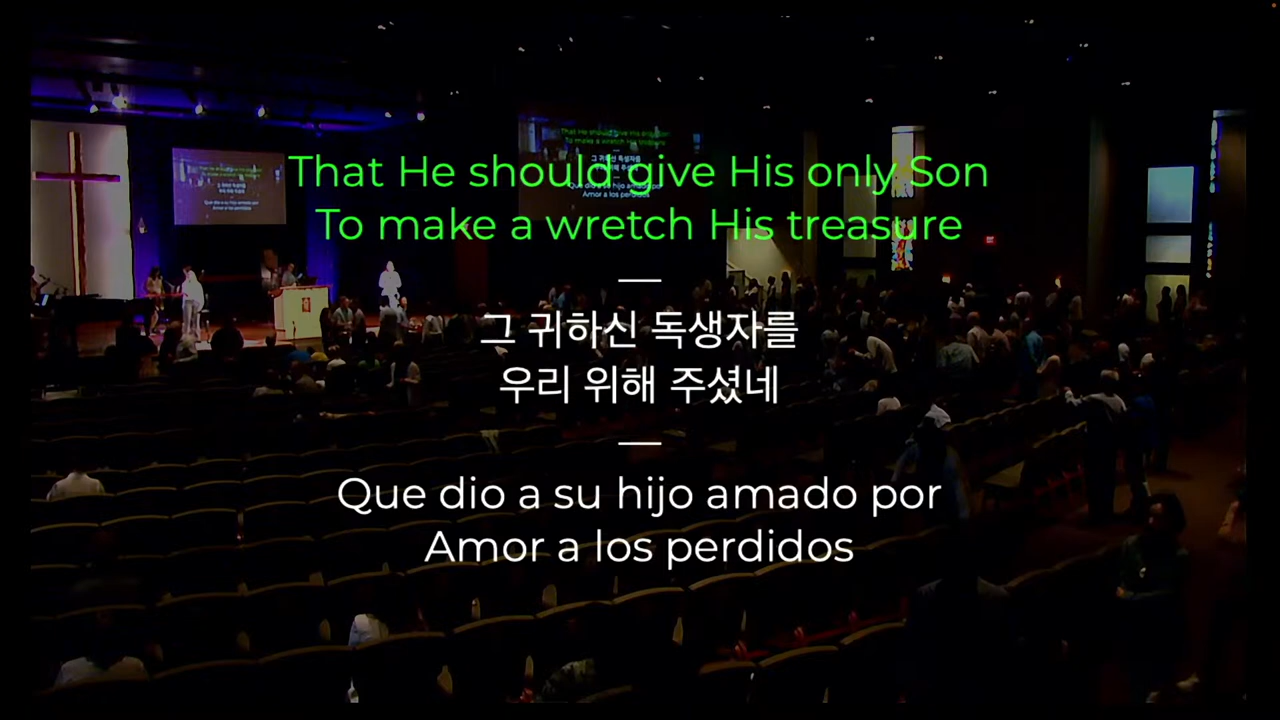 That He should give His only Son
To make a wretch His treasure
그 귀하신 독생자를
우리 위해 주셨네
Que dio a su hijo amado por
Amor a los perdidos